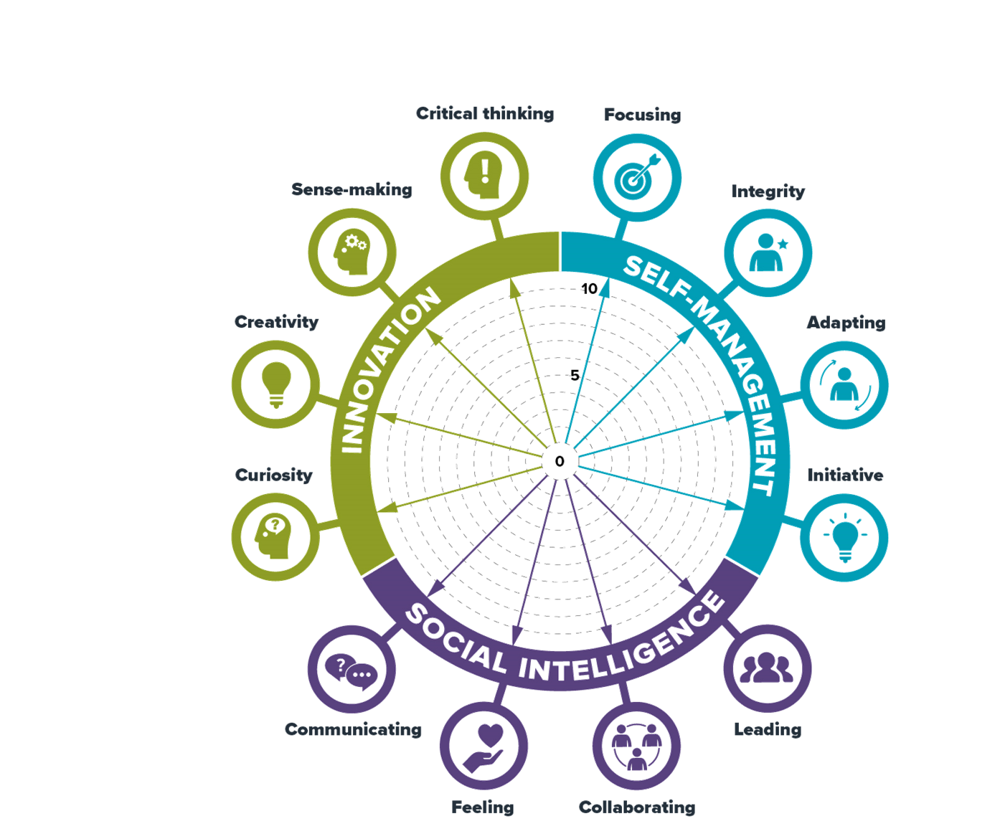 Critical thinking
Focusing
Sense-making
Integrity
Creativity
Adapting
Curiosity
Initiative
INNOVATION
SELF-MANAGEMENT
SOCIAL INTELLIGENCE
10
5
0
!
?
?
Communicating
Leading
Feeling
Collaborating